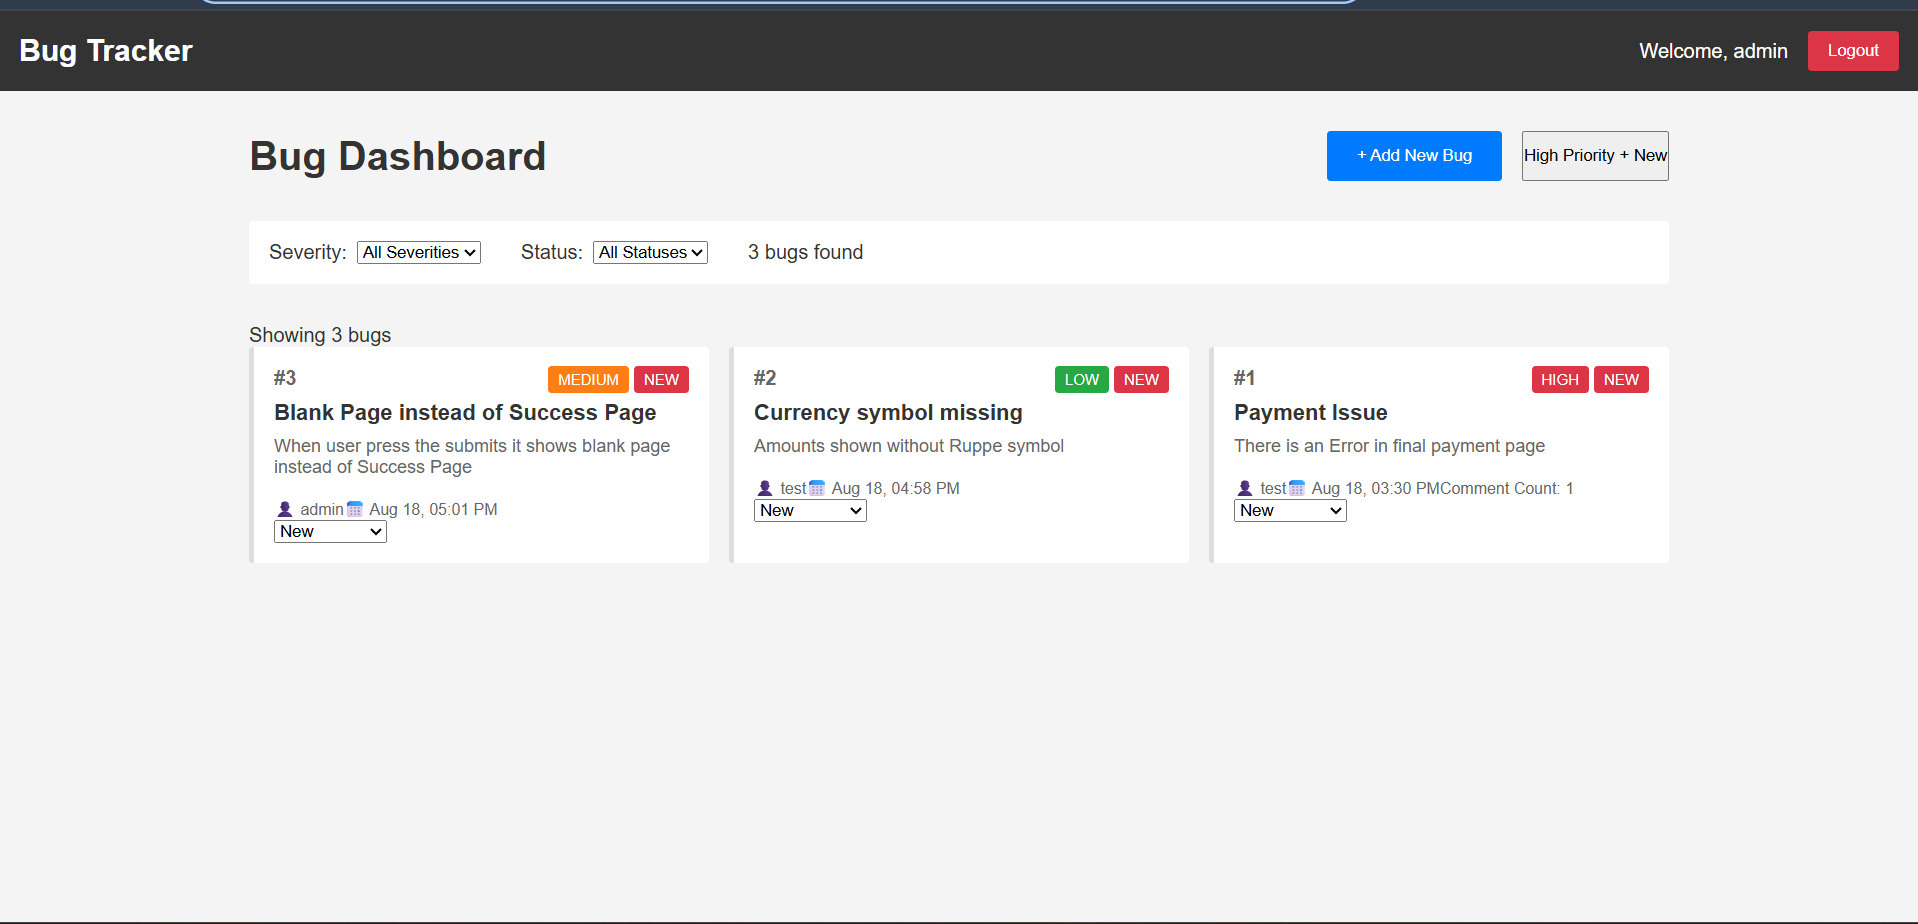 Bug Tracker
Welcome, admin
Logout
Bug Dashboard
+ Add New Bug
High Priority + New
Severity: All Severities
Status: All Statuses
3 bugs found
Showing 3 bugs
#3
MEDIUM
NEW
Blank Page instead of Success Page
When user press the submits it shows blank page
instead of Success Page
admin Aug 18, 05:01 PM
New
#2
LOW
NEW
Currency symbol missing
Amounts shown without Ruppe symbol
test Aug 18, 04:58 PM
New
#1
HIGH
NEW
Payment Issue
There is an Error in final payment page
test Aug 18, 03:30 PMComment Count: 1
New